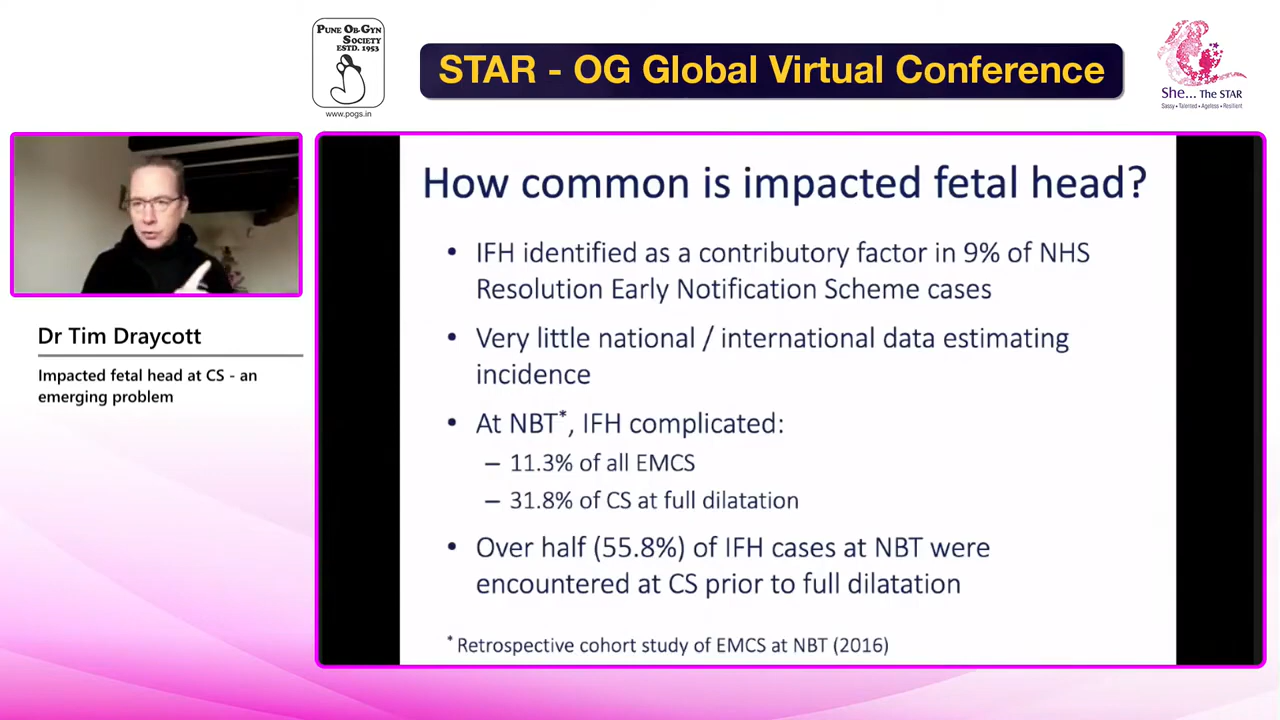 PUNE OB-GYN
SOCIETY
ESTD. 1953
www.pogs.in
STAR - OG Global Virtual Conference
She... The STAR
Sassy • Talented • Ageless • Resilient
Dr Tim Draycott
Impacted fetal head at CS - an
emerging problem
How common is impacted fetal head?
• IFH identified as a contributory factor in 9% of NHS
Resolution Early Notification Scheme cases
• Very little national / international data estimating
incidence
• At NBT*, IFH complicated:
– 11.3% of all EMCS
– 31.8% of CS at full dilatation
• Over half (55.8%) of IFH cases at NBT were
encountered at CS prior to full dilatation
* Retrospective cohort study of EMCS at NBT (2016)